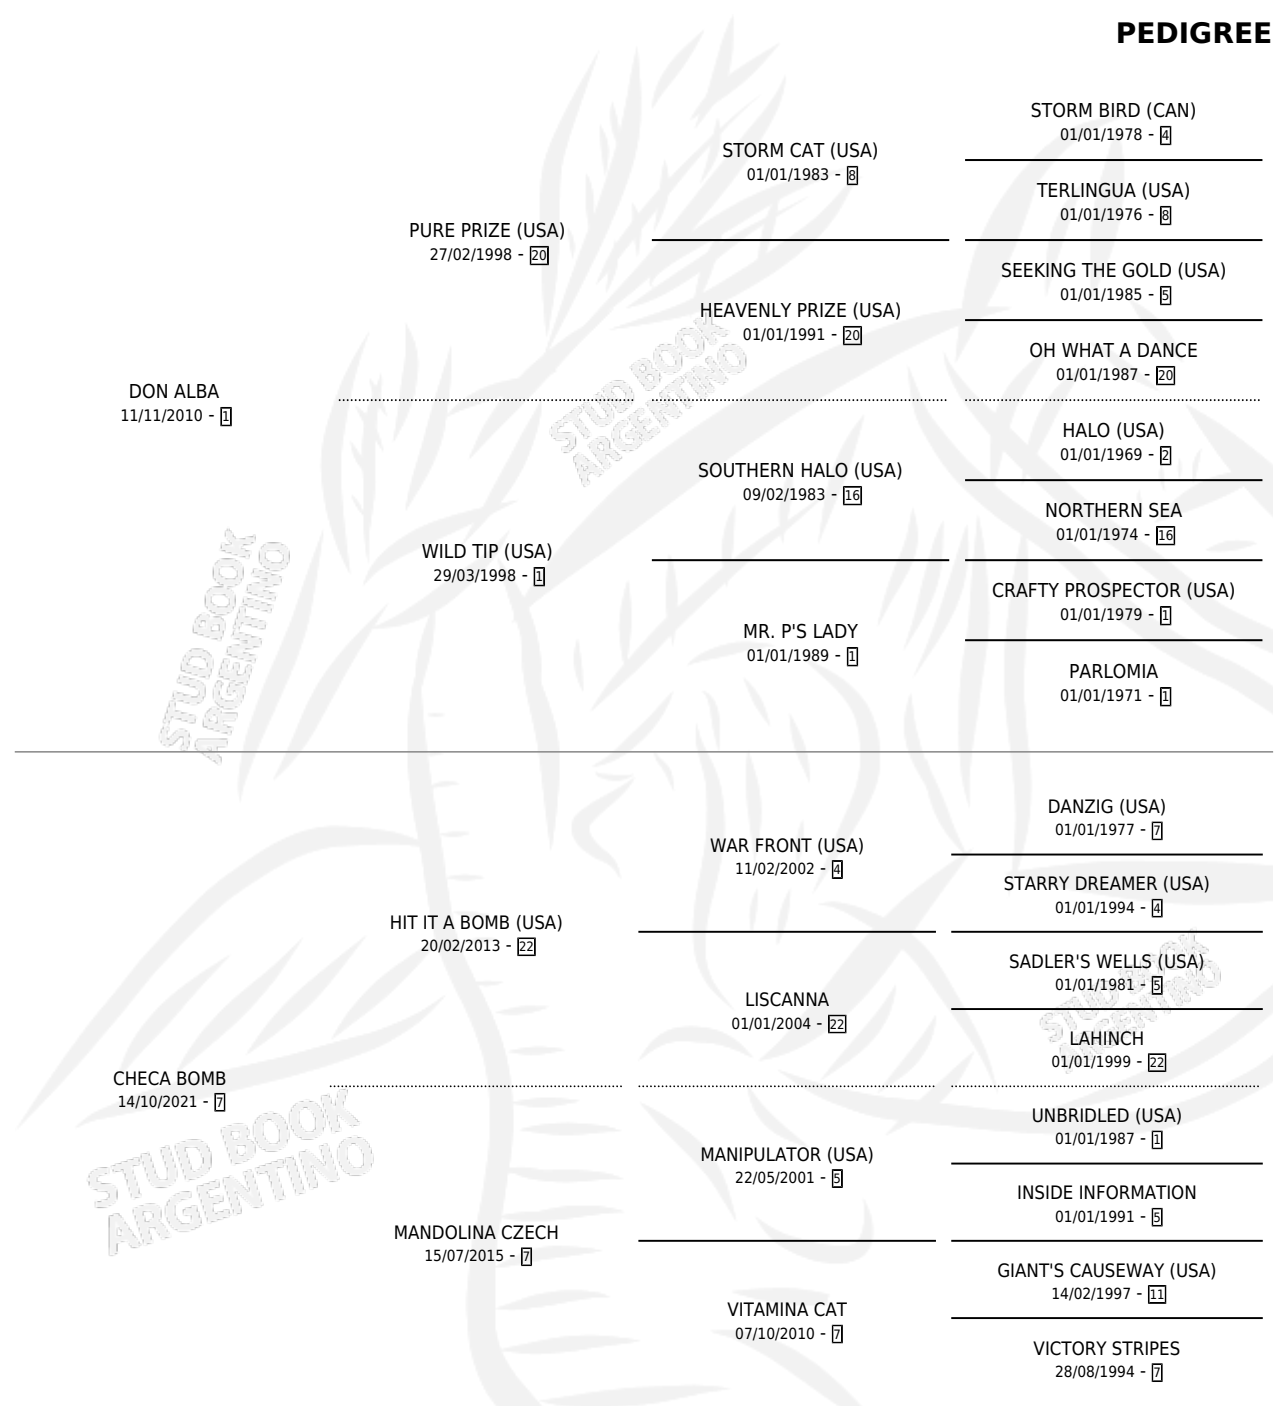 PEDIGREE
STORM BIRD (CAN)
01/01/1978 - 4
STORM CAT (USA)
01/01/1983 - 8
TERLINGUA (USA)
01/01/1976 - 8
PURE PRIZE (USA)
27/02/1998 - 20
SEEKING THE GOLD (USA)
01/01/1985 - 5
HEAVENLY PRIZE (USA)
01/01/1991 - 20
OH WHAT A DANCE
01/01/1987 - 20
DON ALBA
11/11/2010 - 1
HALO (USA)
01/01/1969 - 2
SOUTHERN HALO (USA)
09/02/1983 - 16
NORTHERN SEA
01/01/1974 - 16
WILD TIP (USA)
29/03/1998 - 1
CRAFTY PROSPECTOR (USA)
01/01/1979 - 1
MR. P'S LADY
01/01/1989 - 1
PARLOMIA
01/01/1971 - 1
DANZIG (USA)
01/01/1977 - 7
WAR FRONT (USA)
11/02/2002 - 4
STARRY DREAMER (USA)
01/01/1994 - 4
HIT IT A BOMB (USA)
20/02/2013 - 22
SADLER'S WELLS (USA)
01/01/1981 - 5
LISCANNA
01/01/2004 - 22
LAHINCH
01/01/1999 - 22
CHECA BOMB
14/10/2021 - 7
UNBRIDLED (USA)
01/01/1987 - 1
MANIPULATOR (USA)
22/05/2001 - 5
INSIDE INFORMATION
01/01/1991 - 5
MANDOLINA CZECH
15/07/2015 - 7
GIANT'S CAUSEWAY (USA)
14/02/1997 - 11
VITAMINA CAT
07/10/2010 - 7
VICTORY STRIPES
28/08/1994 - 7
STUD BOOK
ARGENTINO
STUD BOOK
ARGENTINO
STUD BOOK
ARGENTINO
STUD BOOK
ARGENTINO